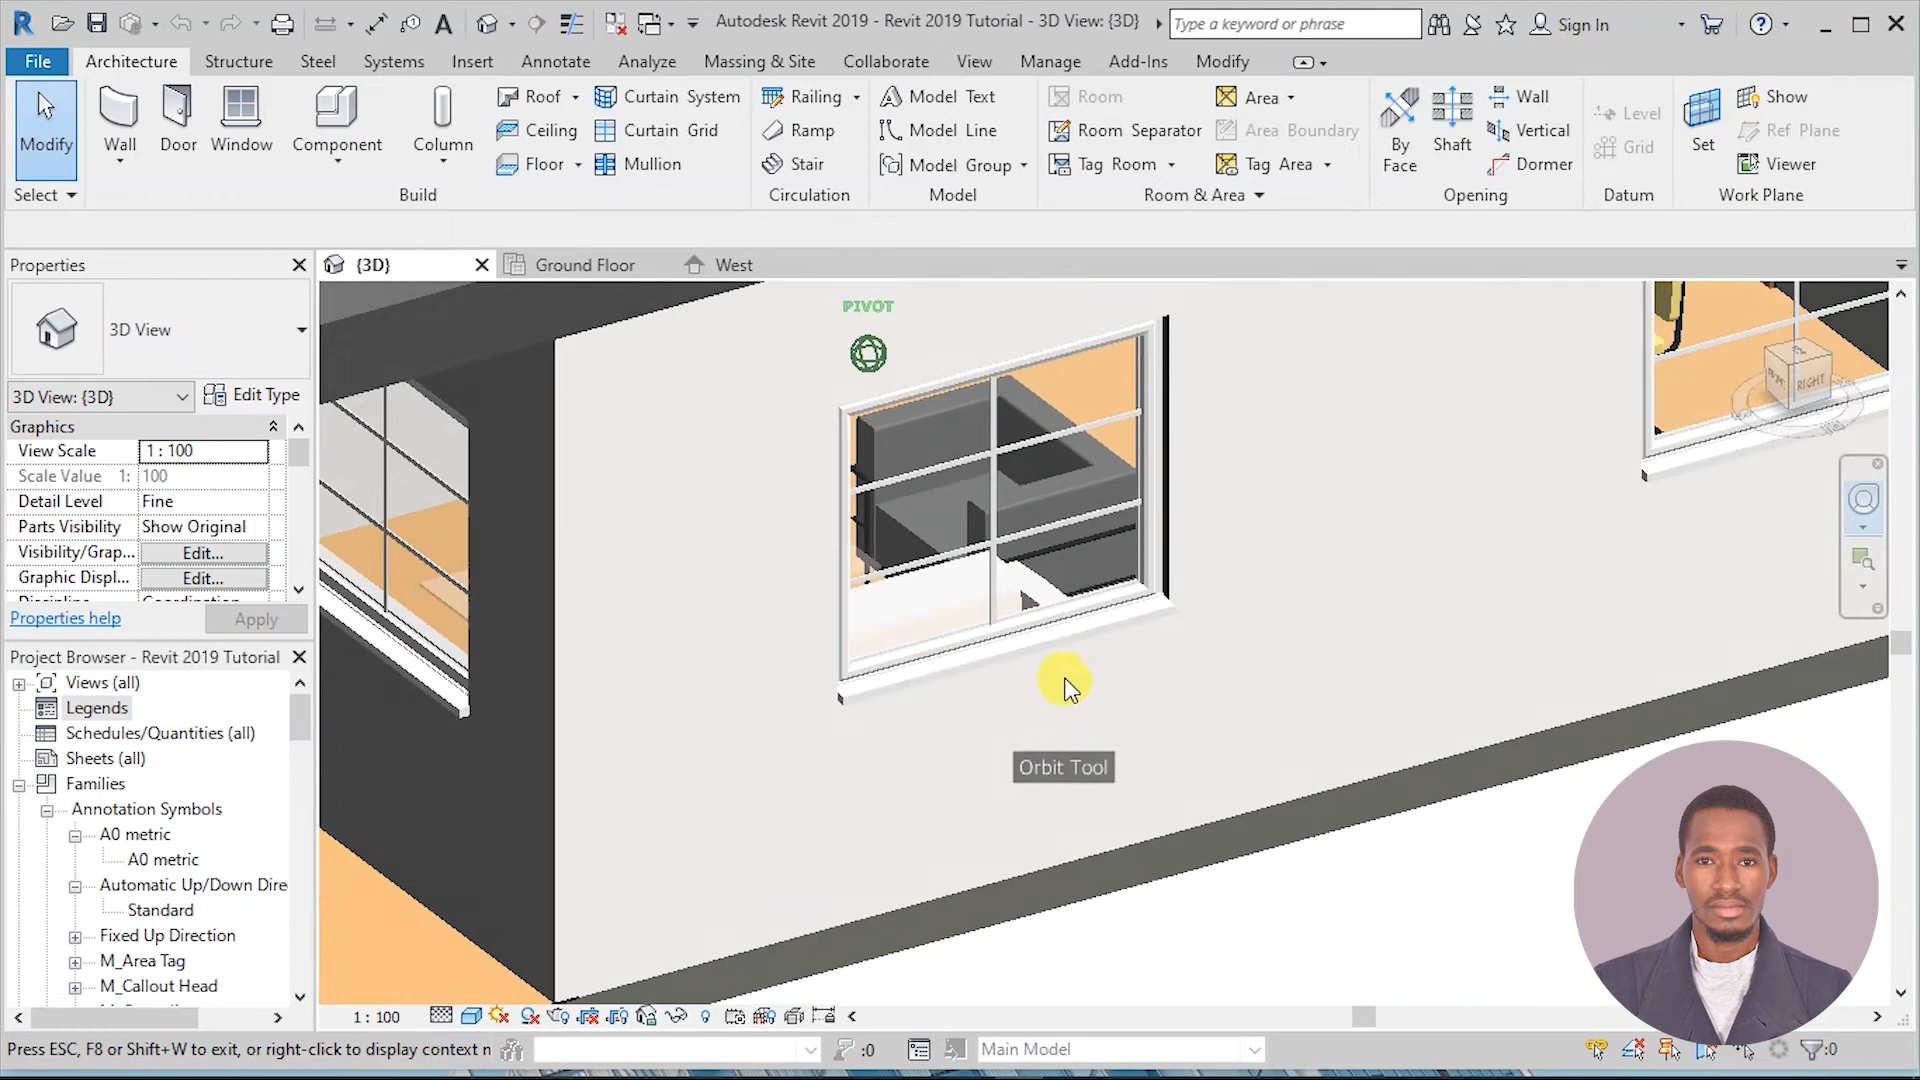 Autodesk Revit 2019 - Revit 2019 Tutorial - 3D View: {3D}
Type a keyword or phrase
Sign In
File
Architecture
Structure
Steel
Systems
Insert
Annotate
Analyze
Massing & Site
Collaborate
View
Manage
Add-Ins
Modify
Modify
Wall
Door
Window
Component
Column
Roof
Ceiling
Floor
Curtain System
Curtain Grid
Mullion
Railing
Ramp
Stair
Model Text
Model Line
Model Group
Room
Room Separator
Tag Room
Area
Area Boundary
Tag Area
By Face
Shaft
Wall
Vertical
Dormer
Level
Grid
Set
Show
Ref Plane
Viewer
Select
Build
Circulation
Model
Room & Area
Opening
Datum
Work Plane
Properties
{3D}
Ground Floor
West
3D View
3D View: {3D}
Edit Type
Graphics
View Scale
1 : 100
Scale Value 1:
100
Detail Level
Fine
Parts Visibility
Show Original
Visibility/Grap...
Edit...
Graphic Displ...
Edit...
Properties help
Apply
Project Browser - Revit 2019 Tutorial
Views (all)
Legends
Schedules/Quantities (all)
Sheets (all)
Families
Annotation Symbols
A0 metric
A0 metric
Automatic Up/Down Dire
Standard
Fixed Up Direction
M_Area Tag
M_Callout Head
PIVOT
RIGHT
Orbit Tool
1 : 100
Press ESC, F8 or Shift+W to exit, or right-click to display context n
:0
Main Model
:0